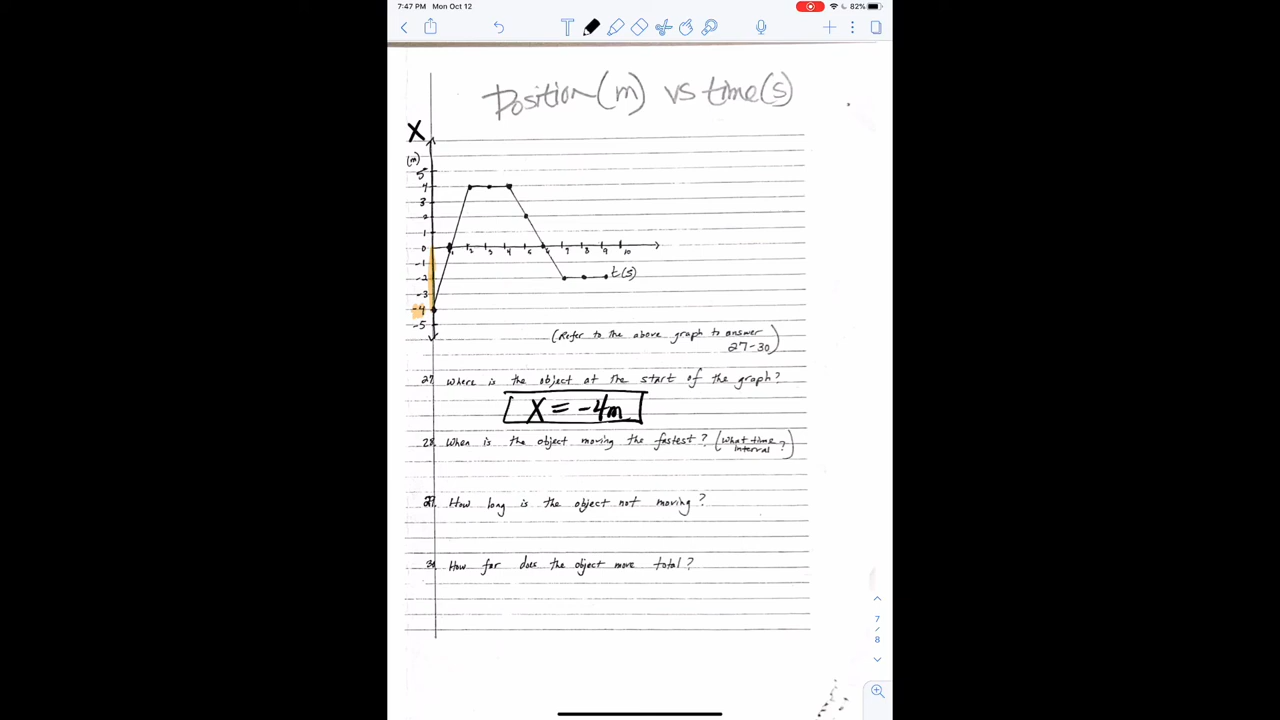 7:47 PM Mon Oct 12
82%
T
Position(m) vs time(s)
X
(m)
5
4
3
2
1
0
-1
-2
-3
-4
-5
1 2 3 4 5 6 7 8 9 10
t(s)
(Refer to the above graph to answer
27-30)
27. Where is the object at the start of the graph?
X = -4m
28. When is the object moving the fastest? (What time
interval?)
29. How long is the object not moving?
30. How far does the object move total?
7
/
8